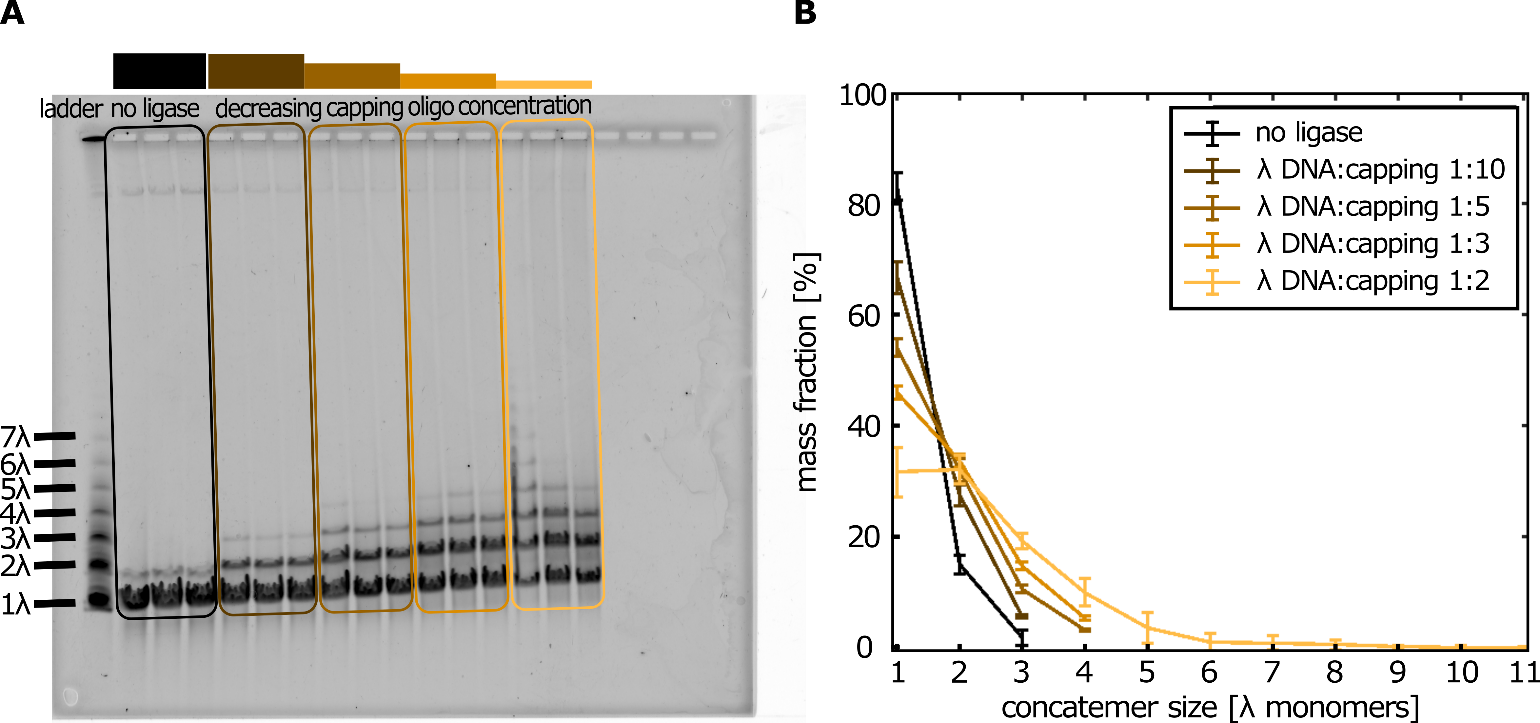 A
ladder no ligase decreasing capping oligo concentration
7λ
6λ
5λ
4λ
3λ
2λ
1λ
B
100
80
60
40
20
0
mass fraction [%]
no ligase
λ DNA:capping 1:10
λ DNA:capping 1:5
λ DNA:capping 1:3
λ DNA:capping 1:2
1 2 3 4 5 6 7 8 9 10 11
concatemer size [λ monomers]